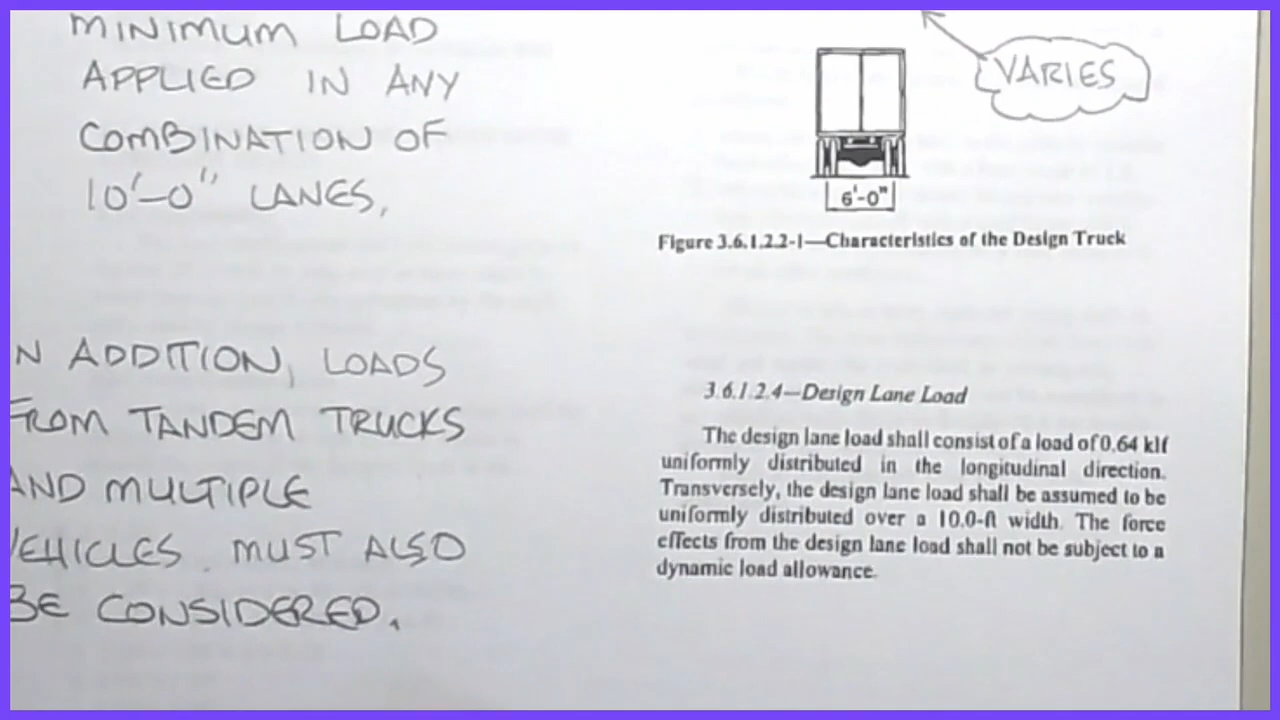 MINIMUM LOAD
APPLIED IN ANY
COMBINATION OF
10'-0" LANES,
N ADDITION, LOADS
FROM TANDEM TRUCKS
AND MULTIPLE
VEHICLES MUST ALSO
BE CONSIDERED.
VARIES
6'-0"
Figure 3.6.1.2.2-1—Characteristics of the Design Truck
3.6.1.2.4—Design Lane Load
The design lane load shall consist of a load of 0.64 klf
uniformly distributed in the longitudinal direction.
Transversely, the design lane load shall be assumed to be
uniformly distributed over a 10.0-ft width. The force
effects from the design lane load shall not be subject to a
dynamic load allowance.